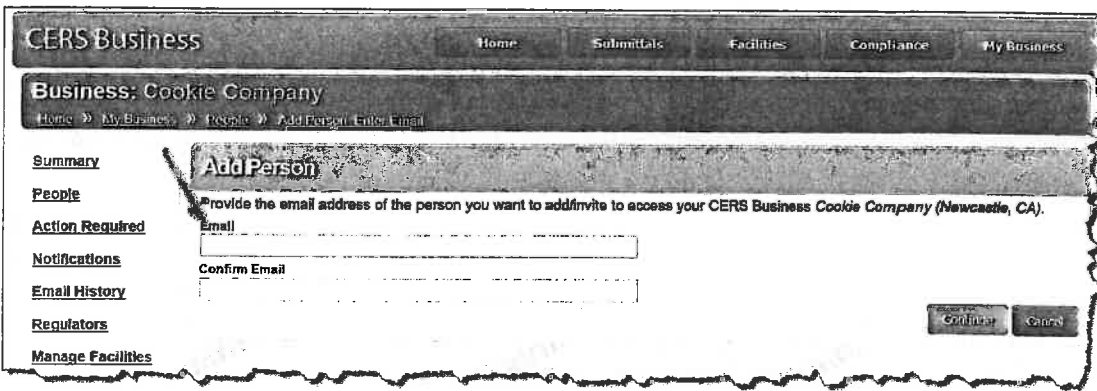 CERS Business
Home Submittals Facilities Compliance My Business
Business: Cookie Company
Home » My Business » People » Add Person: Enter Email
Summary
People
Action Required
Notifications
Email History
Regulators
Manage Facilities
Add Person
Provide the email address of the person you want to add/invite to access your CERS Business Cookie Company (Newcastle, CA).
Email
Confirm Email
Continue Cancel